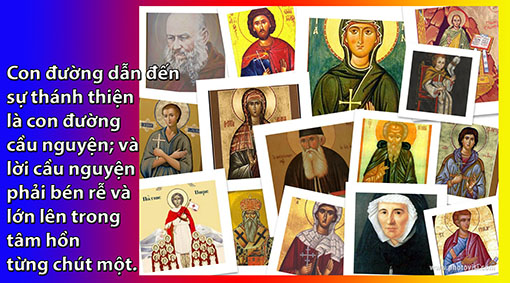 Con đường dẫn đến
sự thánh thiện
là con đường
cầu nguyện; và
lời cầu nguyện
phải bén rễ và
lớn lên trong
tâm hồn
từng chút một.